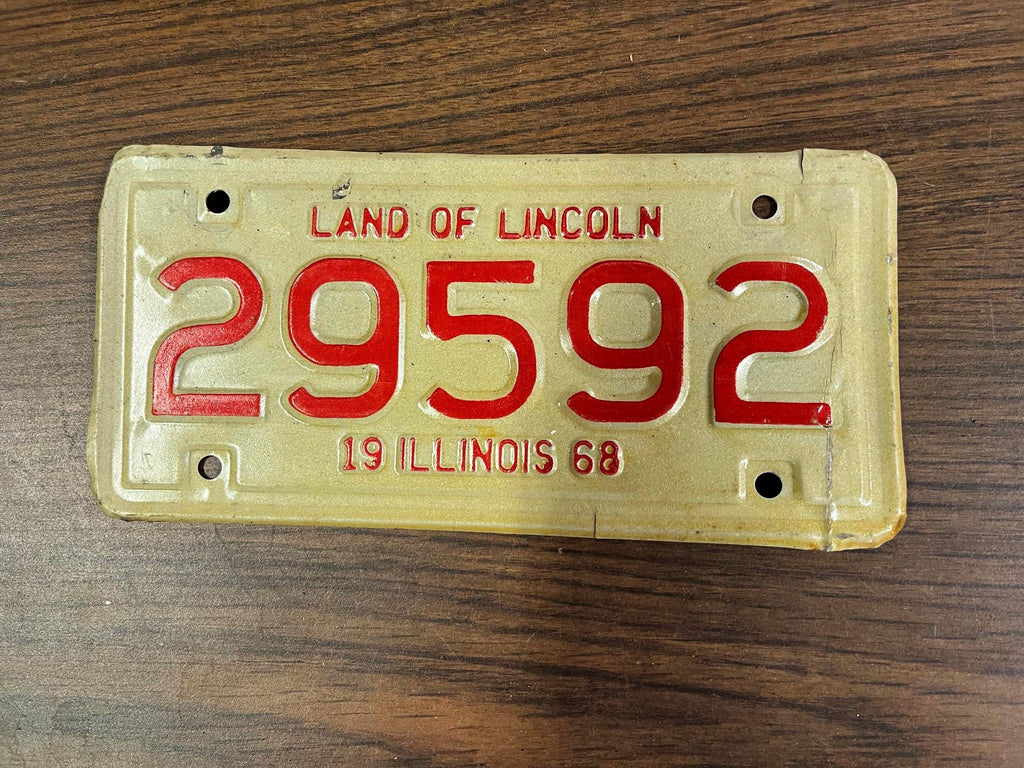 LAND OF LINCOLN
29592
19 ILLINOIS 68